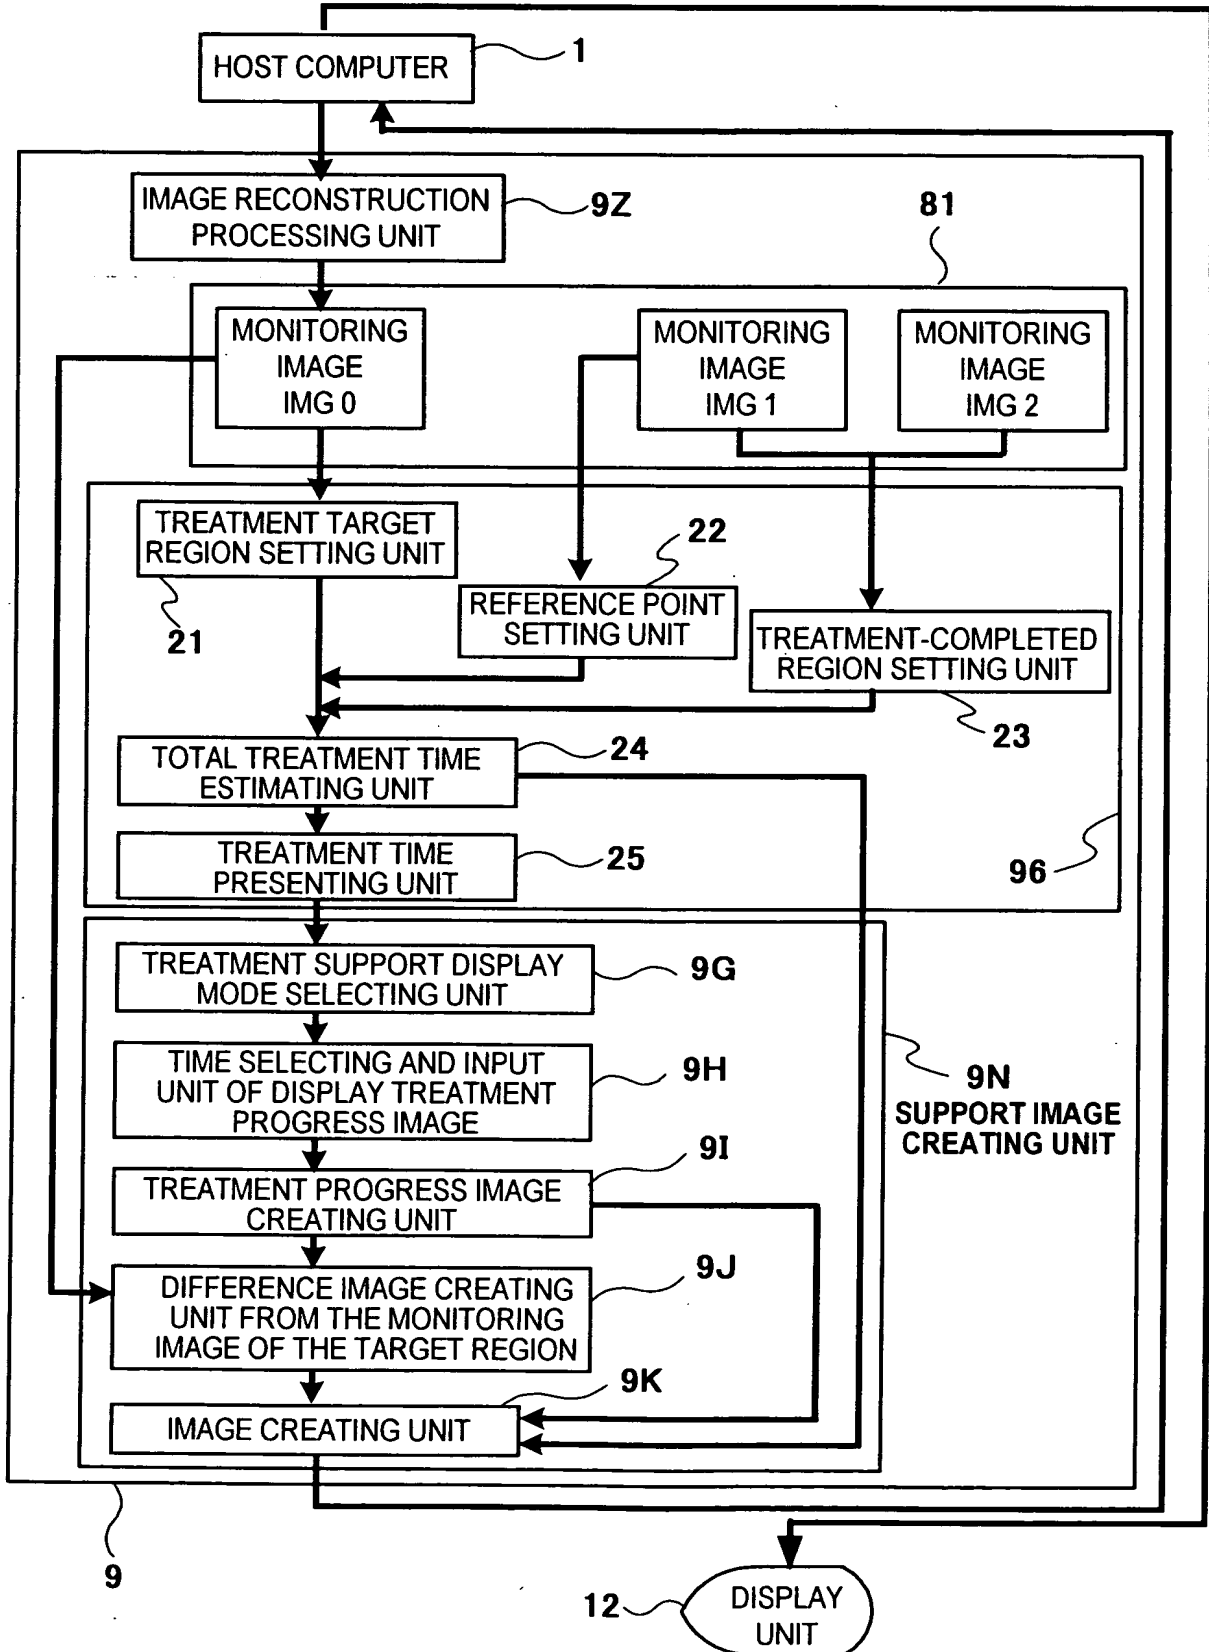 HOST COMPUTER
1
IMAGE RECONSTRUCTION
PROCESSING UNIT
9Z
81
MONITORING
IMAGE
IMG 0
MONITORING
IMAGE
IMG 1
MONITORING
IMAGE
IMG 2
TREATMENT TARGET
REGION SETTING UNIT
21
22
REFERENCE POINT
SETTING UNIT
TREATMENT-COMPLETED
REGION SETTING UNIT
23
TOTAL TREATMENT TIME
ESTIMATING UNIT
24
TREATMENT TIME
PRESENTING UNIT
25
96
TREATMENT SUPPORT DISPLAY
MODE SELECTING UNIT
9G
TIME SELECTING AND INPUT
UNIT OF DISPLAY TREATMENT
PROGRESS IMAGE
9H
9N
SUPPORT IMAGE
CREATING UNIT
TREATMENT PROGRESS IMAGE
CREATING UNIT
9I
DIFFERENCE IMAGE CREATING
UNIT FROM THE MONITORING
IMAGE OF THE TARGET REGION
9J
IMAGE CREATING UNIT
9K
9
12
DISPLAY
UNIT